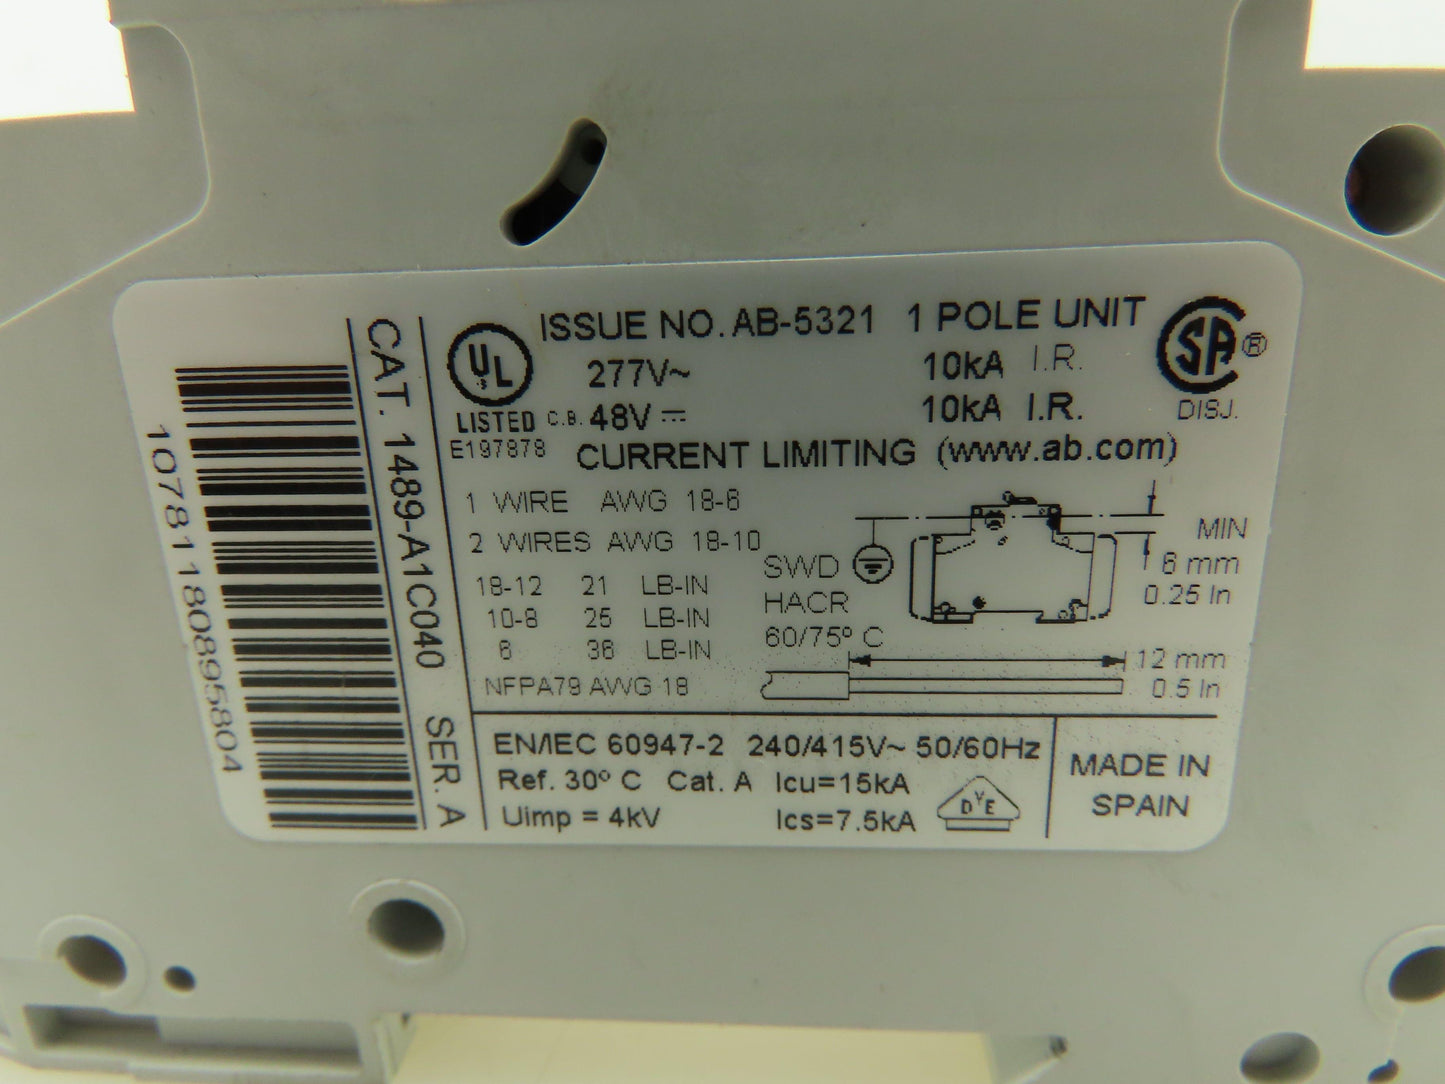 10781180895804
CAT. 1489-A1C040 SER. A
UL
LISTED C.B.
E197878
ISSUE NO. AB-5321 1 POLE UNIT
277V~ 10kA I.R.
48V⎓ 10kA I.R.
CURRENT LIMITING (www.ab.com)
SA ®
DISJ.
1 WIRE AWG 18-6
2 WIRES AWG 18-10
18-12 21 LB-IN
10-8 25 LB-IN
6 36 LB-IN
NFPA79 AWG 18
SWD
HACR
60/75º C
MIN
6 mm
0.25 In
12 mm
0.5 In
EN/IEC 60947-2 240/415V~ 50/60Hz
Ref. 30º C Cat. A Icu=15kA
Uimp = 4kV Ics=7.5kA
DVE
MADE IN
SPAIN